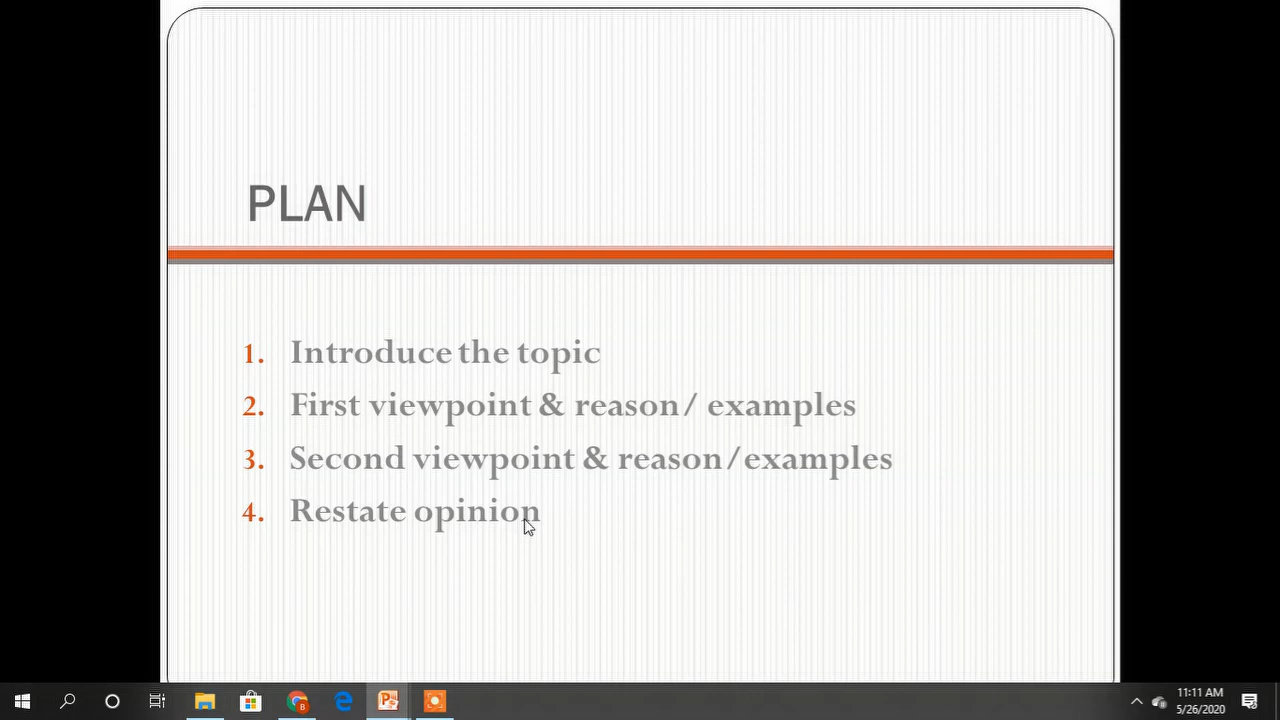 PLAN
1. Introduce the topic
2. First viewpoint & reason/ examples
3. Second viewpoint & reason/examples
4. Restate opinion
11:11 AM
5/26/2020